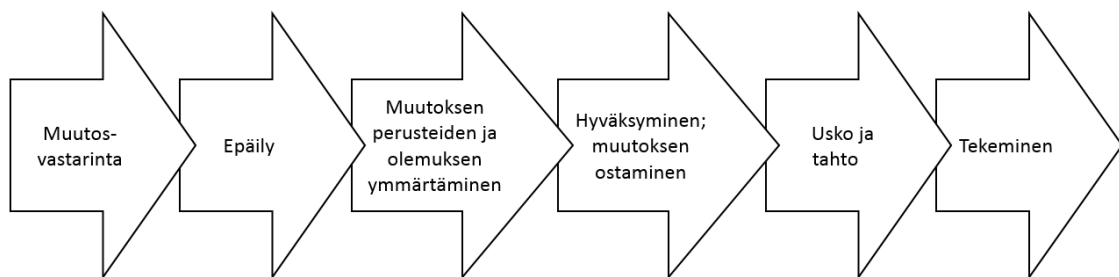 Muutos-
vastarinta
Epäily
Muutoksen
perusteiden ja
olemuksen
ymmärtäminen
Hyväksyminen;
muutoksen
ostaminen
Usko ja
tahto
Tekeminen